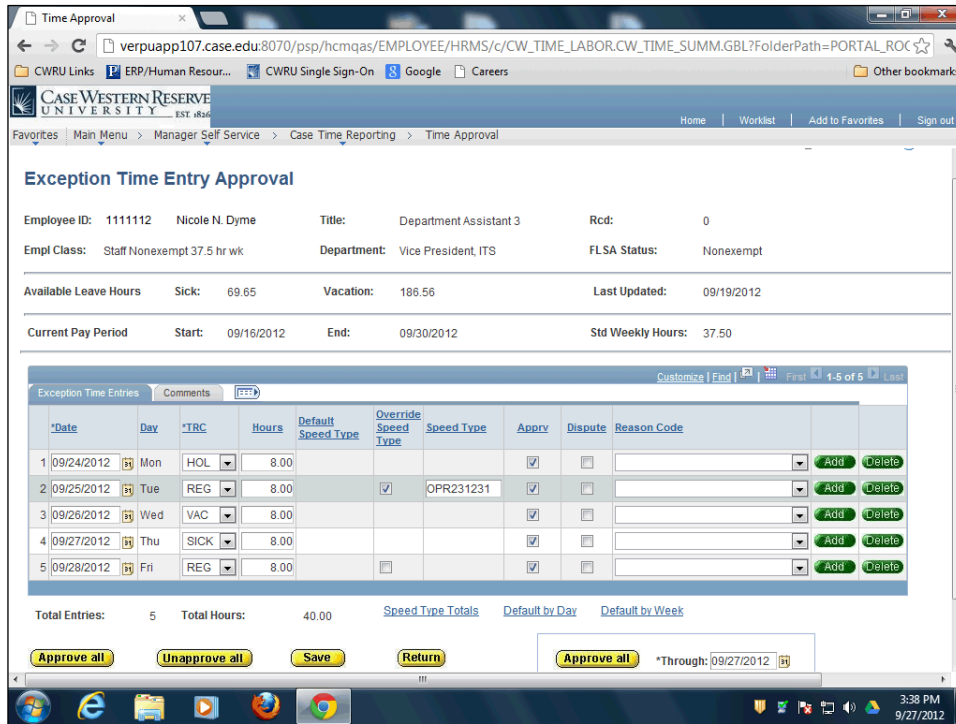 Time Approval
verpuapp107.case.edu:8070/psp/hcmqas/EMPLOYEE/HRMS/c/CW_TIME_LABOR.CW_TIME_SUMM.GBL?FolderPath=PORTAL_ROC
CWRU Links ERP/Human Resour... CWRU Single Sign-On Google Careers Other bookmark
CASE WESTERN RESERVE
UNIVERSITY EST. 1826
Home | Worklist | Add to Favorites | Sign out
Favorites Main Menu > Manager Self Service > Case Time Reporting > Time Approval
Exception Time Entry Approval
Employee ID: 1111112 Nicole N. Dyme Title: Department Assistant 3 Rcd: 0
Empl Class: Staff Nonexempt 37.5 hr wk Department: Vice President, ITS FLSA Status: Nonexempt
Available Leave Hours Sick: 69.65 Vacation: 186.56 Last Updated: 09/19/2012
Current Pay Period Start: 09/16/2012 End: 09/30/2012 Std Weekly Hours: 37.50
Customize | Find | | First 1-5 of 5 Last
Exception Time Entries Comments
*Date Day *TRC Hours Default Speed Type Override Speed Type Speed Type Apprv Dispute Reason Code
1 09/24/2012 31 Mon HOL 8.00 Add Delete
2 09/25/2012 31 Tue REG 8.00 OPR231231 Add Delete
3 09/26/2012 31 Wed VAC 8.00 Add Delete
4 09/27/2012 31 Thu SICK 8.00 Add Delete
5 09/28/2012 31 Fri REG 8.00 Add Delete
Total Entries: 5 Total Hours: 40.00 Speed Type Totals Default by Day Default by Week
Approve all Unapprove all Save Return Approve all *Through: 09/27/2012 31
3:38 PM
9/27/2012